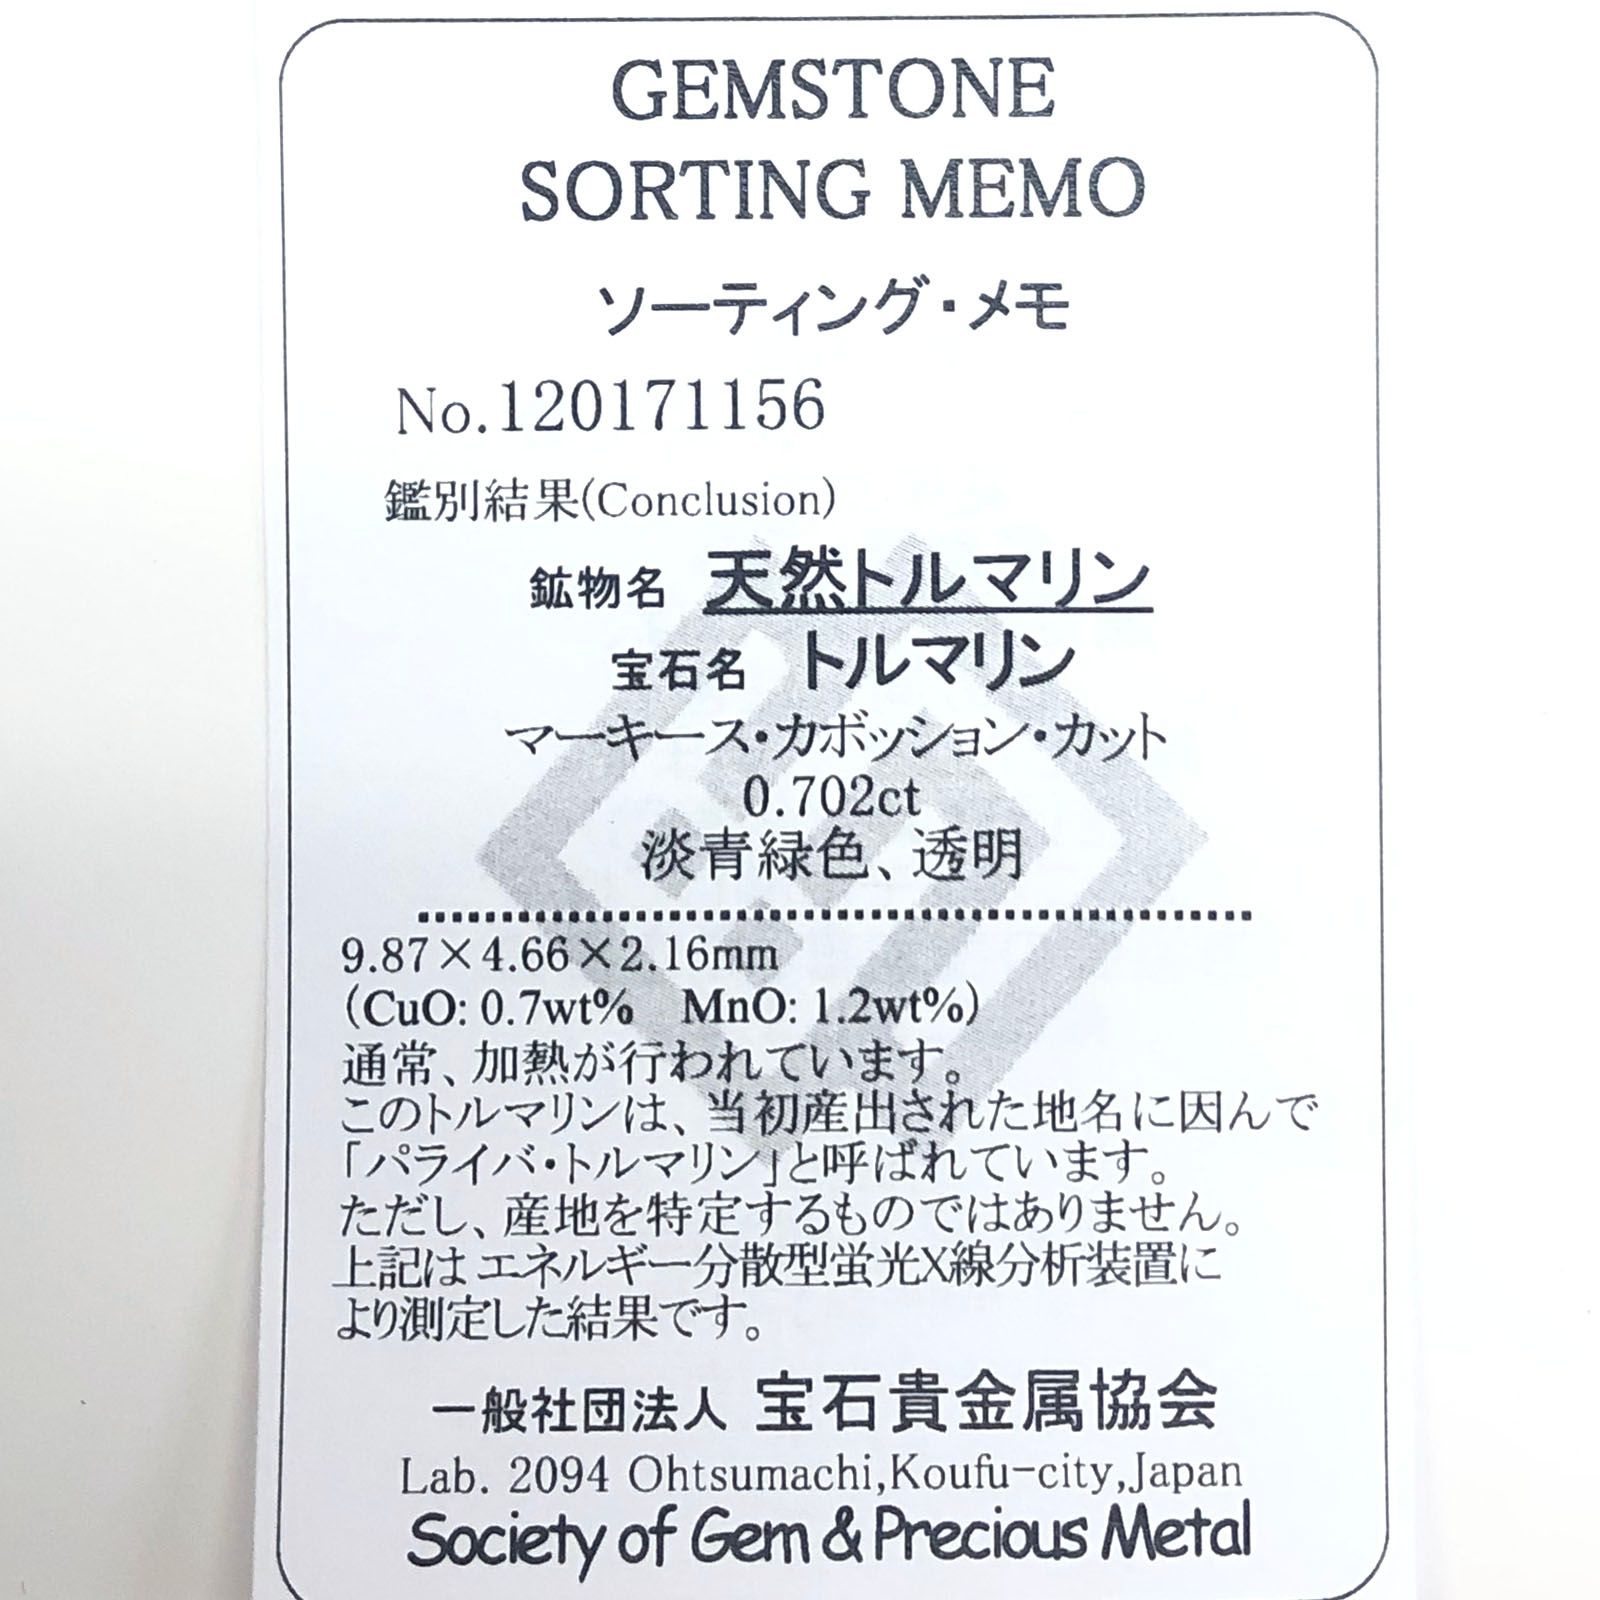 GEMSTONE
SORTING MEMO
ソーティング・メモ
No.120171156
鑑別結果(Conclusion)
鉱物名 天然トルマリン
宝石名 トルマリン
マーキース・カボッション・カット
0.702ct
淡青緑色、透明
9.87×4.66×2.16mm
(CuO: 0.7wt% MnO: 1.2wt%)
通常、加熱が行われています。
このトルマリンは、当初産出された地名に因んで
「パライバ・トルマリン」と呼ばれています。
ただし、産地を特定するものではありません。
上記はエネルギー分散型蛍光X線分析装置に
より測定した結果です。
一般社団法人 宝石貴金属協会
Lab. 2094 Ohtsumachi,Koufu-city,Japan
Society of Gem & Precious Metal